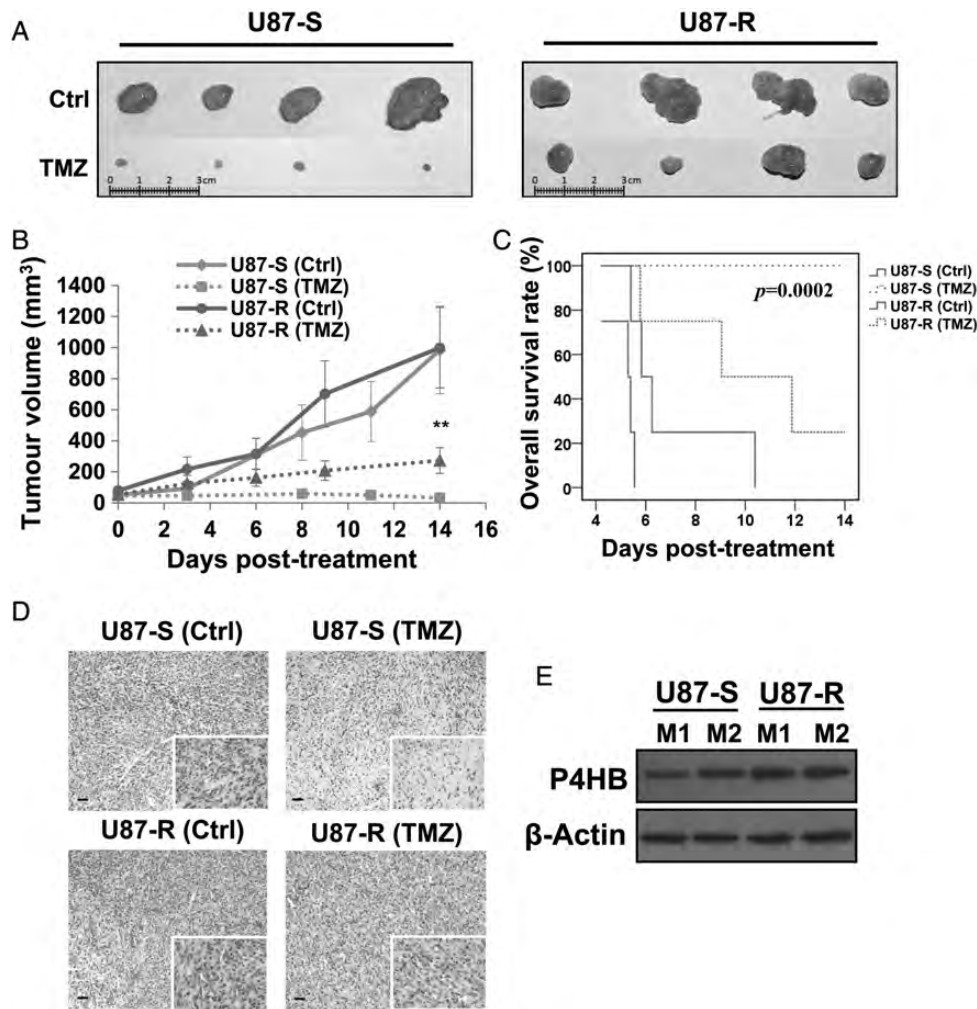 A
U87-S
U87-R
Ctrl
TMZ
0 1 2 3cm
0 1 2 3cm
B
Tumour volume (mm³)
1400
1200
1000
800
600
400
200
0
0 2 4 6 8 10 12 14 16
Days post-treatment
U87-S (Ctrl)
U87-S (TMZ)
U87-R (Ctrl)
U87-R (TMZ)
**
C
Overall survival rate (%)
100
75
50
25
0
4 6 8 10 12 14
Days post-treatment
p=0.0002
U87-S (Ctrl)
U87-S (TMZ)
U87-R (Ctrl)
U87-R (TMZ)
D
U87-S (Ctrl)
U87-S (TMZ)
U87-R (Ctrl)
U87-R (TMZ)
E
U87-S U87-R
M1 M2 M1 M2
P4HB
β-Actin